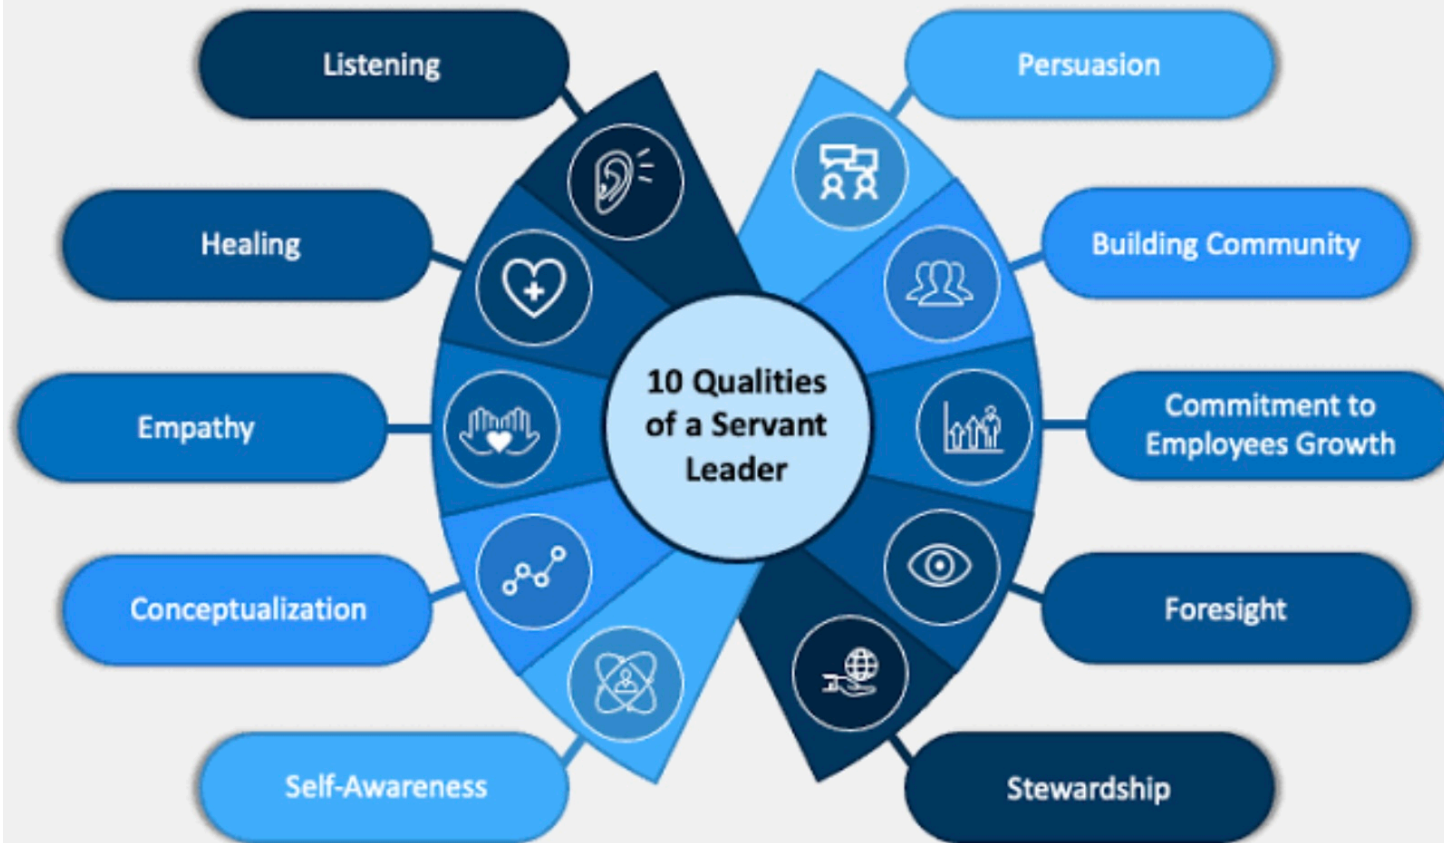 Listening
Healing
Empathy
Conceptualization
Self-Awareness
10 Qualities
of a Servant
Leader
Persuasion
Building Community
Commitment to
Employees Growth
Foresight
Stewardship